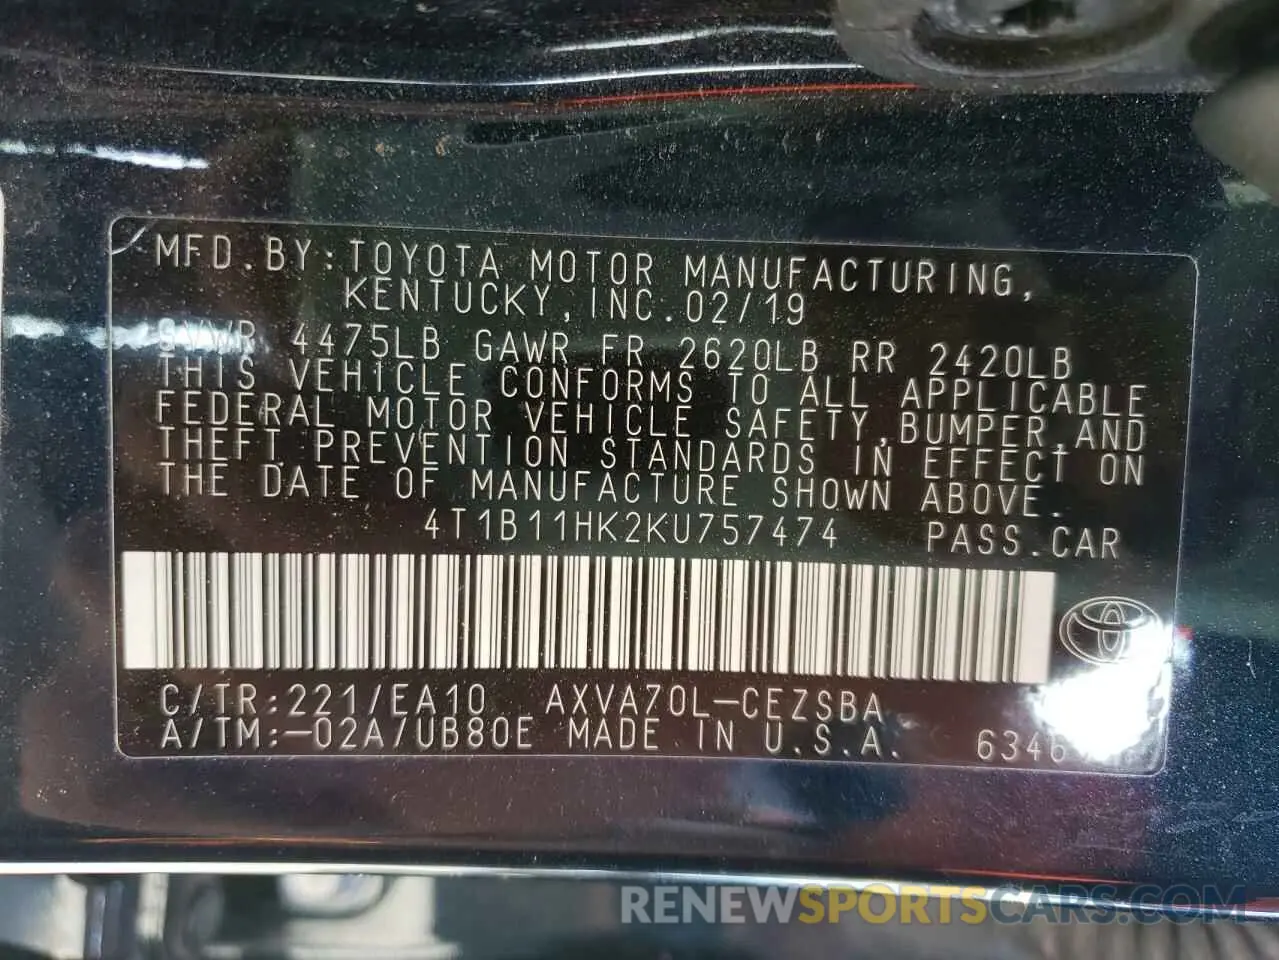 MFD.BY:TOYOTA MOTOR MANUFACTURING,
KENTUCKY,INC.02/19
GVWR 4475LB GAWR FR 2620LB RR 2420LB
THIS VEHICLE CONFORMS TO ALL APPLICABLE
FEDERAL MOTOR VEHICLE SAFETY,BUMPER,AND
THEFT PREVENTION STANDARDS IN EFFECT ON
THE DATE OF MANUFACTURE SHOWN ABOVE.
4T1B11HK2KU757474 PASS.CAR
C/TR:221/EA10 AXVA70L-CEZSBA
A/TM:-02A/UB80E MADE IN U.S.A.
RENEWSPORTSCARS.COM